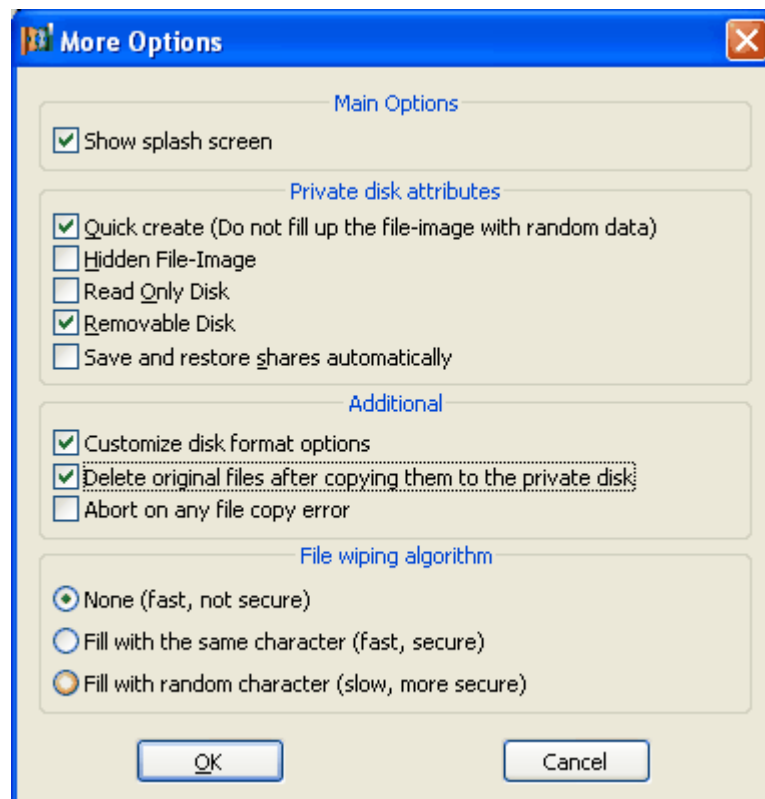 More Options
Main Options
Show splash screen
Private disk attributes
Quick create (Do not fill up the file-image with random data)
Hidden File-Image
Read Only Disk
Removable Disk
Save and restore shares automatically
Additional
Customize disk format options
Delete original files after copying them to the private disk
Abort on any file copy error
File wiping algorithm
None (fast, not secure)
Fill with the same character (fast, secure)
Fill with random character (slow, more secure)
OK Cancel